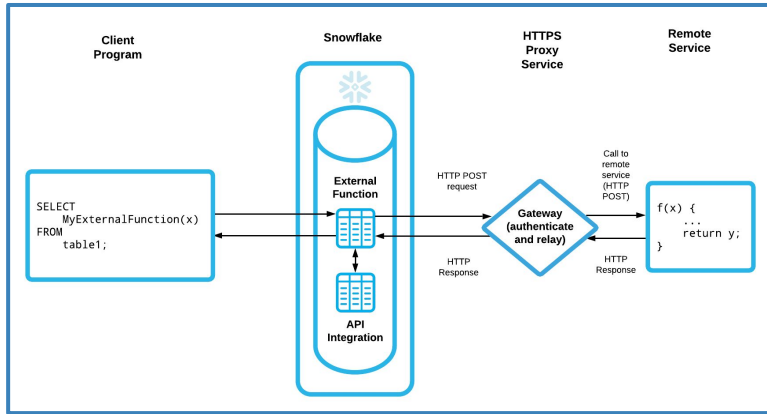 Client
Program
Snowflake
HTTPS
Proxy
Service
Remote
Service
SELECT
MyExternalFunction(x)
FROM
table1;
External
Function
API
Integration
HTTP POST
request
HTTP
Response
Gateway
(authenticate
and relay)
Call to
remote
service
(HTTP
POST)
HTTP
Response
f(x) {
...
return y;
}